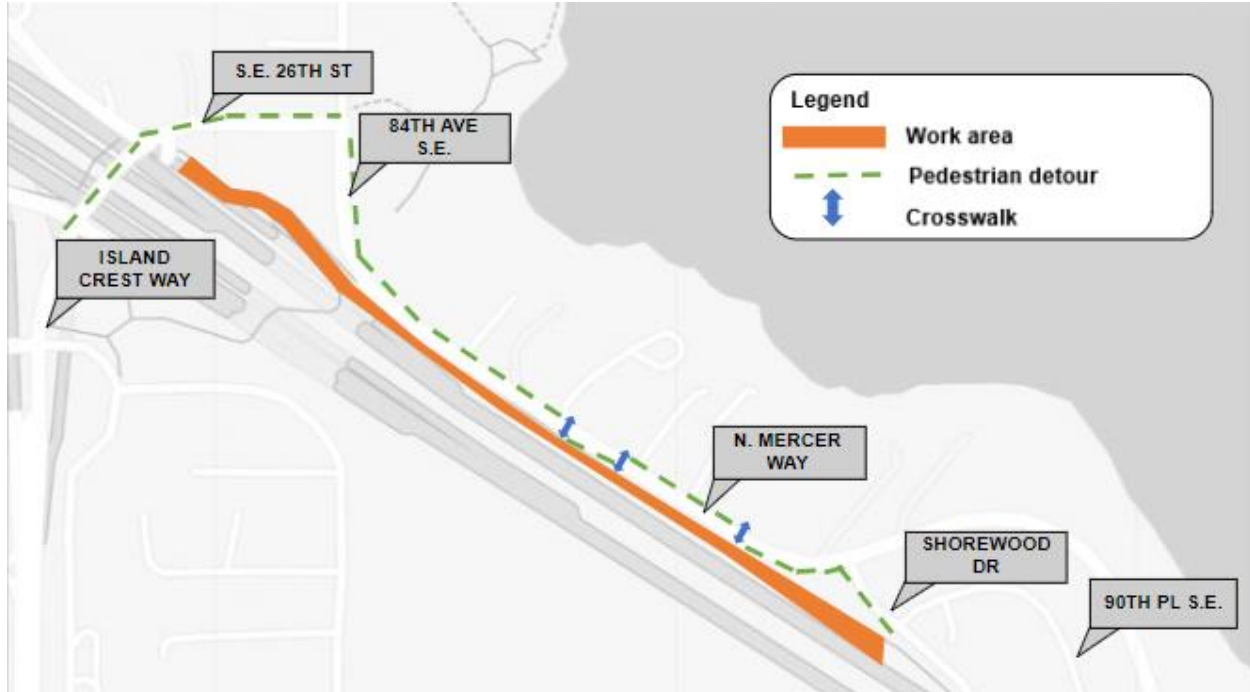 S.E. 26TH ST
84TH AVE
S.E.
ISLAND
CREST WAY
Legend
Work area
Pedestrian detour
Crosswalk
N. MERCER
WAY
SHOREWOOD
DR
90TH PL S.E.